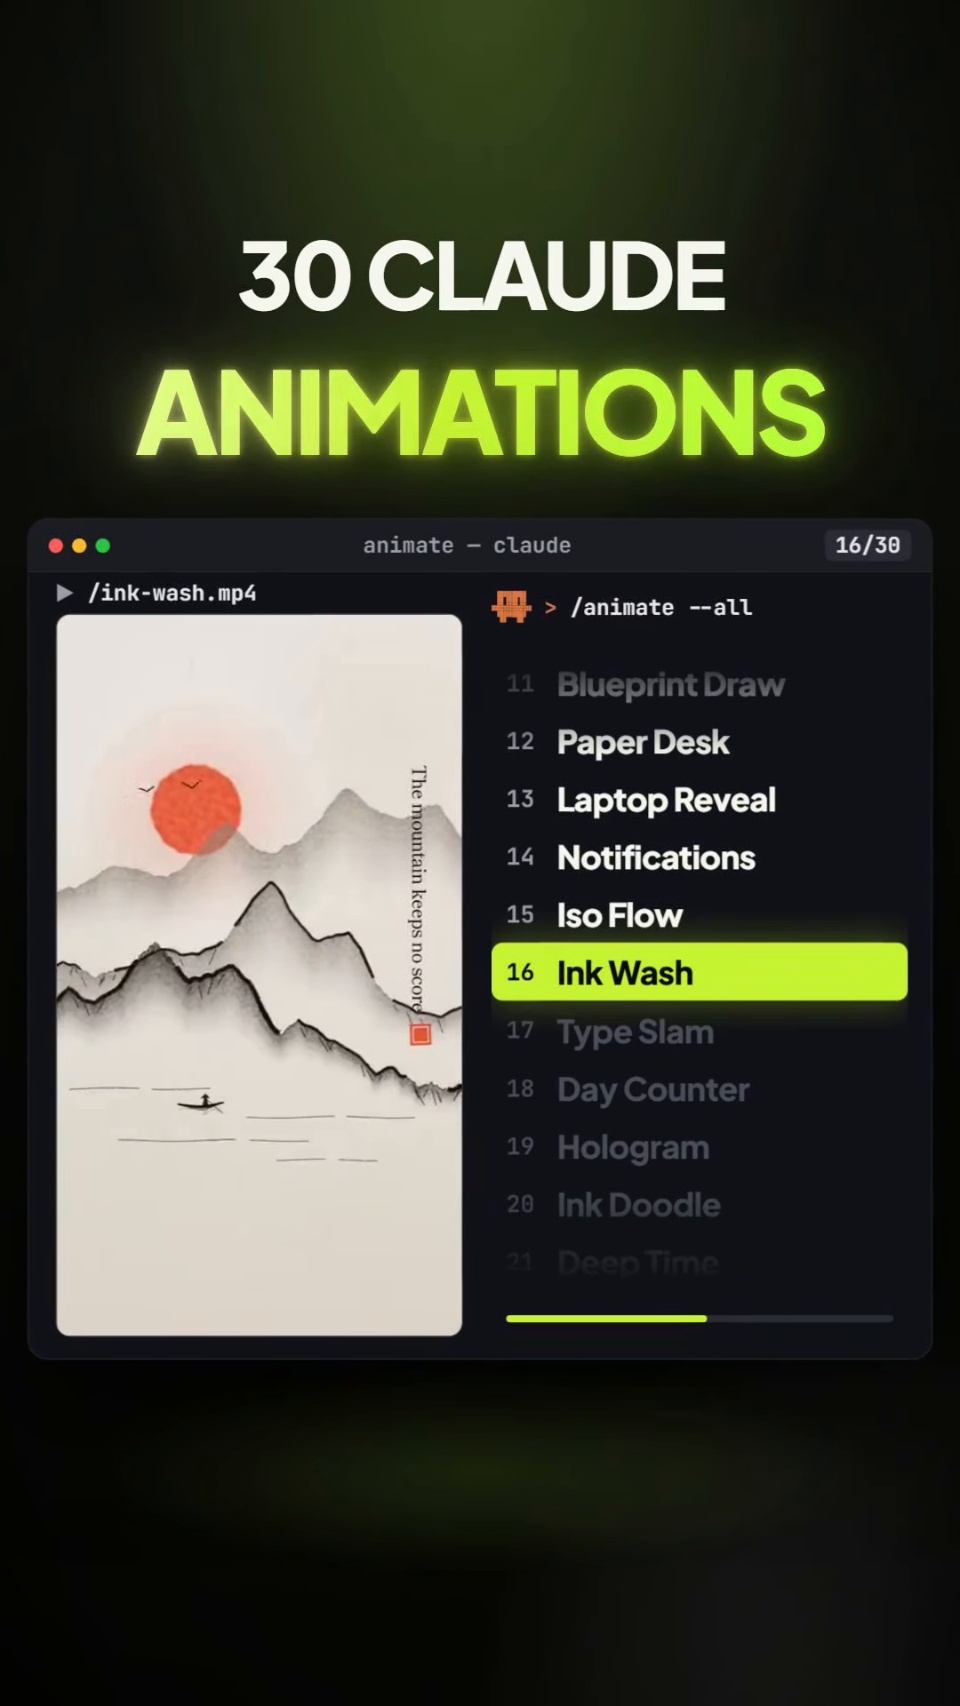 30 CLAUDE
ANIMATIONS
animate — claude
16/30
/ink-wash.mp4
The mountain keeps no score
> /animate --all
11 Blueprint Draw
12 Paper Desk
13 Laptop Reveal
14 Notifications
15 Iso Flow
16 Ink Wash
17 Type Slam
18 Day Counter
19 Hologram
20 Ink Doodle
21 Deep Time